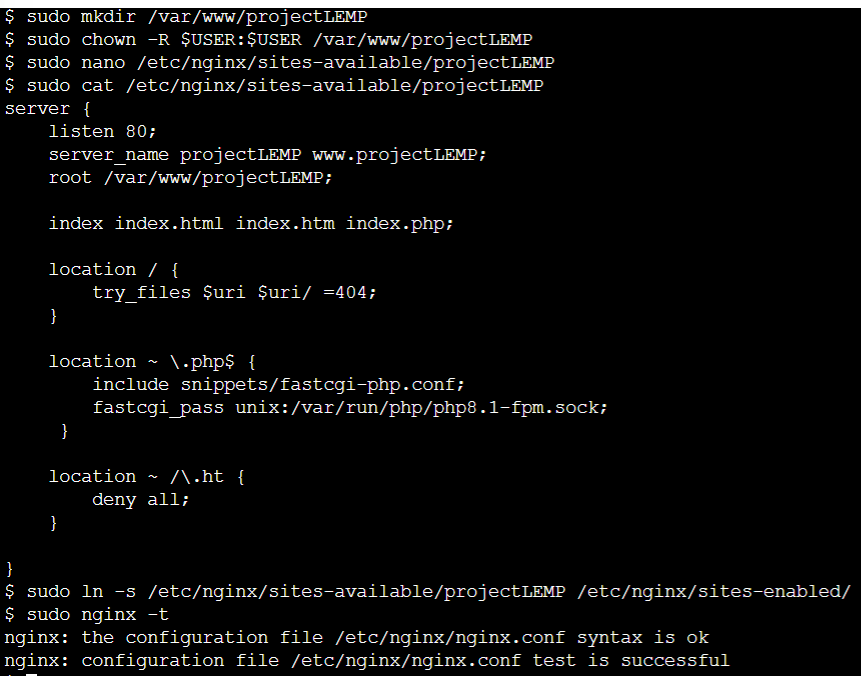 $ sudo mkdir /var/www/projectLEMP
$ sudo chown -R $USER:$USER /var/www/projectLEMP
$ sudo nano /etc/nginx/sites-available/projectLEMP
$ sudo cat /etc/nginx/sites-available/projectLEMP
server {
    listen 80;
    server_name projectLEMP www.projectLEMP;
    root /var/www/projectLEMP;

    index index.html index.htm index.php;

    location / {
        try_files $uri $uri/ =404;
    }

    location ~ \.php$ {
        include snippets/fastcgi-php.conf;
        fastcgi_pass unix:/var/run/php/php8.1-fpm.sock;
     }

    location ~ /\.ht {
        deny all;
    }

}
$ sudo ln -s /etc/nginx/sites-available/projectLEMP /etc/nginx/sites-enabled/
$ sudo nginx -t
nginx: the configuration file /etc/nginx/nginx.conf syntax is ok
nginx: configuration file /etc/nginx/nginx.conf test is successful